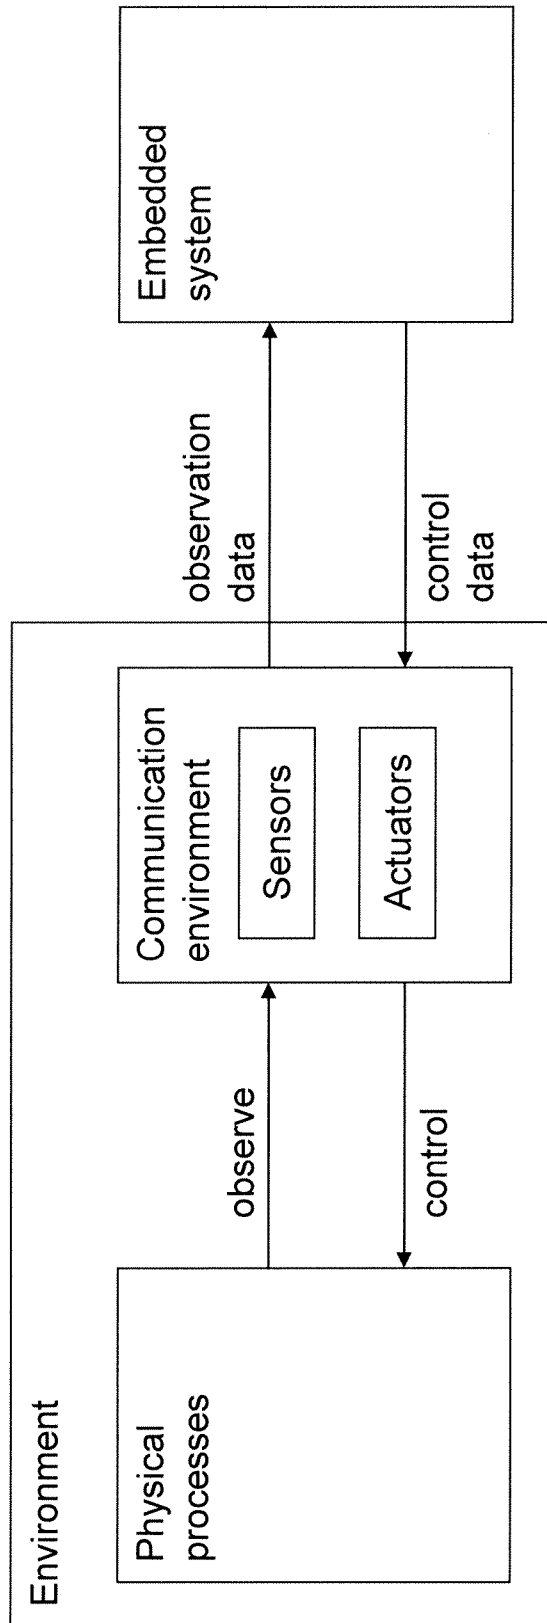 Environment
Physical
processes
observe
control
Communication
environment
Sensors
Actuators
observation
data
control
data
Embedded
system